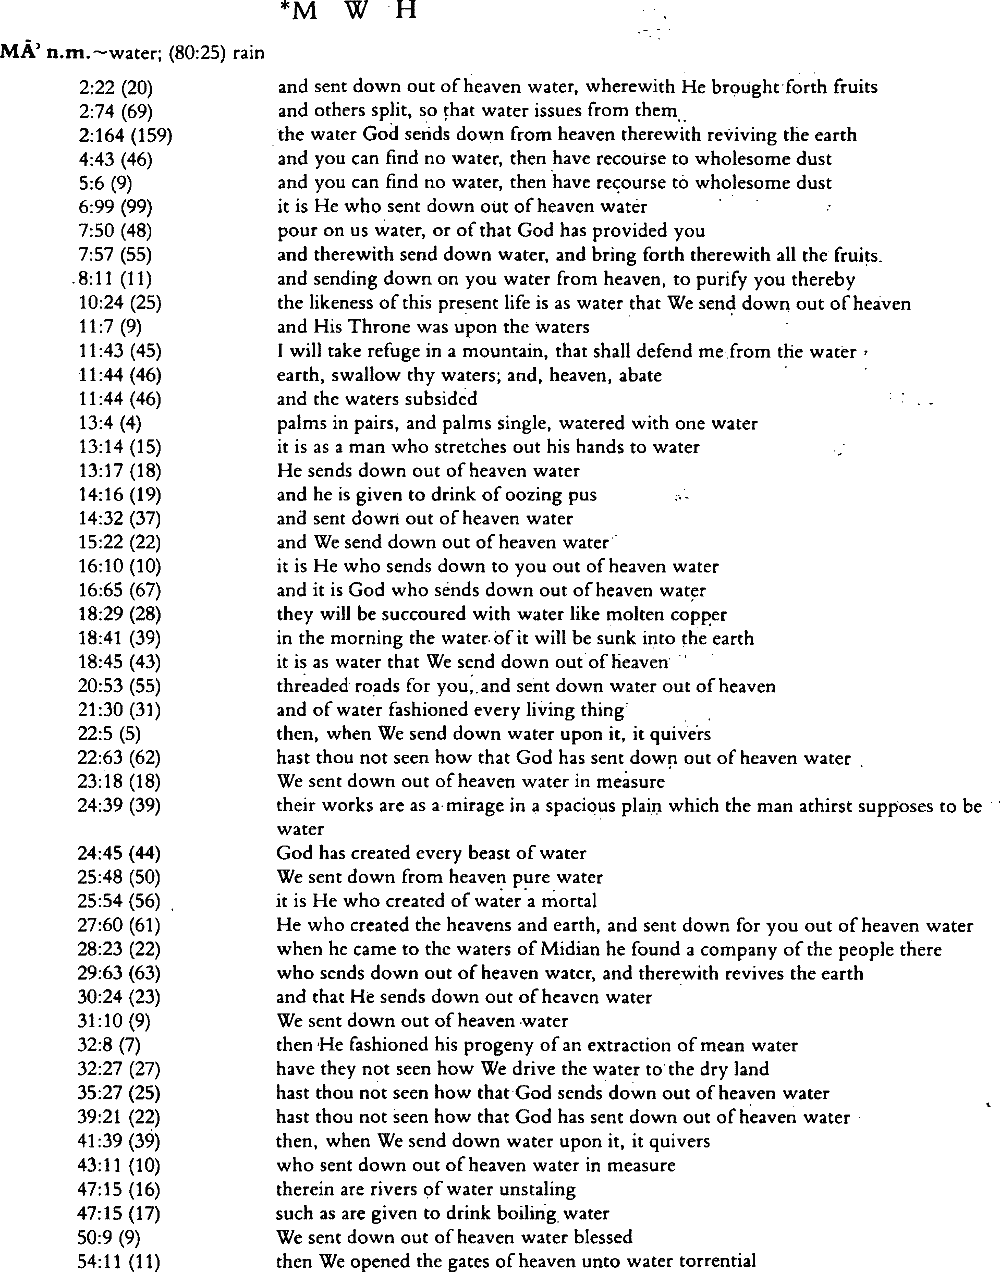 *M W H
MĀʾ n.m.~water; (80:25) rain
2:22 (20) and sent down out of heaven water, wherewith He brought forth fruits
2:74 (69) and others split, so that water issues from them
2:164 (159) the water God sends down from heaven therewith reviving the earth
4:43 (46) and you can find no water, then have recourse to wholesome dust
5:6 (9) and you can find no water, then have recourse to wholesome dust
6:99 (99) it is He who sent down out of heaven water
7:50 (48) pour on us water, or of that God has provided you
7:57 (55) and therewith send down water, and bring forth therewith all the fruits.
8:11 (11) and sending down on you water from heaven, to purify you thereby
10:24 (25) the likeness of this present life is as water that We send down out of heaven
11:7 (9) and His Throne was upon the waters
11:43 (45) I will take refuge in a mountain, that shall defend me from the water
11:44 (46) earth, swallow thy waters; and, heaven, abate
11:44 (46) and the waters subsided
13:4 (4) palms in pairs, and palms single, watered with one water
13:14 (15) it is as a man who stretches out his hands to water
13:17 (18) He sends down out of heaven water
14:16 (19) and he is given to drink of oozing pus
14:32 (37) and sent down out of heaven water
15:22 (22) and We send down out of heaven water
16:10 (10) it is He who sends down to you out of heaven water
16:65 (67) and it is God who sends down out of heaven water
18:29 (28) they will be succoured with water like molten copper
18:41 (39) in the morning the water of it will be sunk into the earth
18:45 (43) it is as water that We send down out of heaven
20:53 (55) threaded roads for you, and sent down water out of heaven
21:30 (31) and of water fashioned every living thing
22:5 (5) then, when We send down water upon it, it quivers
22:63 (62) hast thou not seen how that God has sent down out of heaven water
23:18 (18) We sent down out of heaven water in measure
24:39 (39) their works are as a mirage in a spacious plain which the man athirst supposes to be
water
24:45 (44) God has created every beast of water
25:48 (50) We sent down from heaven pure water
25:54 (56) it is He who created of water a mortal
27:60 (61) He who created the heavens and earth, and sent down for you out of heaven water
28:23 (22) when he came to the waters of Midian he found a company of the people there
29:63 (63) who sends down out of heaven water, and therewith revives the earth
30:24 (23) and that He sends down out of heaven water
31:10 (9) We sent down out of heaven water
32:8 (7) then He fashioned his progeny of an extraction of mean water
32:27 (27) have they not seen how We drive the water to the dry land
35:27 (25) hast thou not seen how that God sends down out of heaven water
39:21 (22) hast thou not seen how that God has sent down out of heaven water
41:39 (39) then, when We send down water upon it, it quivers
43:11 (10) who sent down out of heaven water in measure
47:15 (16) therein are rivers of water unstaling
47:15 (17) such as are given to drink boiling water
50:9 (9) We sent down out of heaven water blessed
54:11 (11) then We opened the gates of heaven unto water torrential